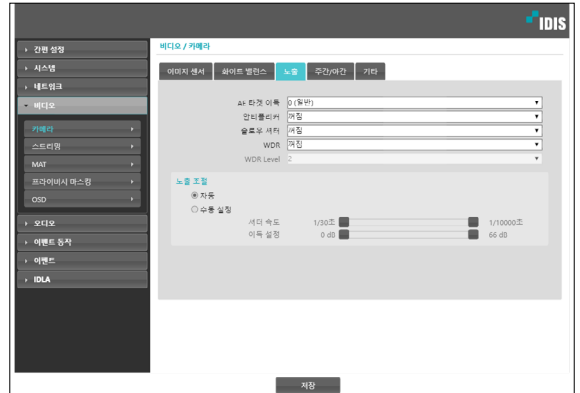 IDIS
간편 설정
시스템
네트워크
비디오
카메라
스트리밍
MAT
프라이버시 마스킹
OSD
오디오
이벤트 동작
이벤트
IDLA
비디오 / 카메라
이미지 센서 화이트 밸런스 노출 주간/야간 기타
AE 타겟 이득 0 (일반)
안티플리커 꺼짐
슬로우 셔터 꺼짐
WDR 꺼짐
WDR Level 2
노출 조절
자동
수동 설정
셔터 속도 1/30초 1/10000초
이득 설정 0 dB 66 dB
저장